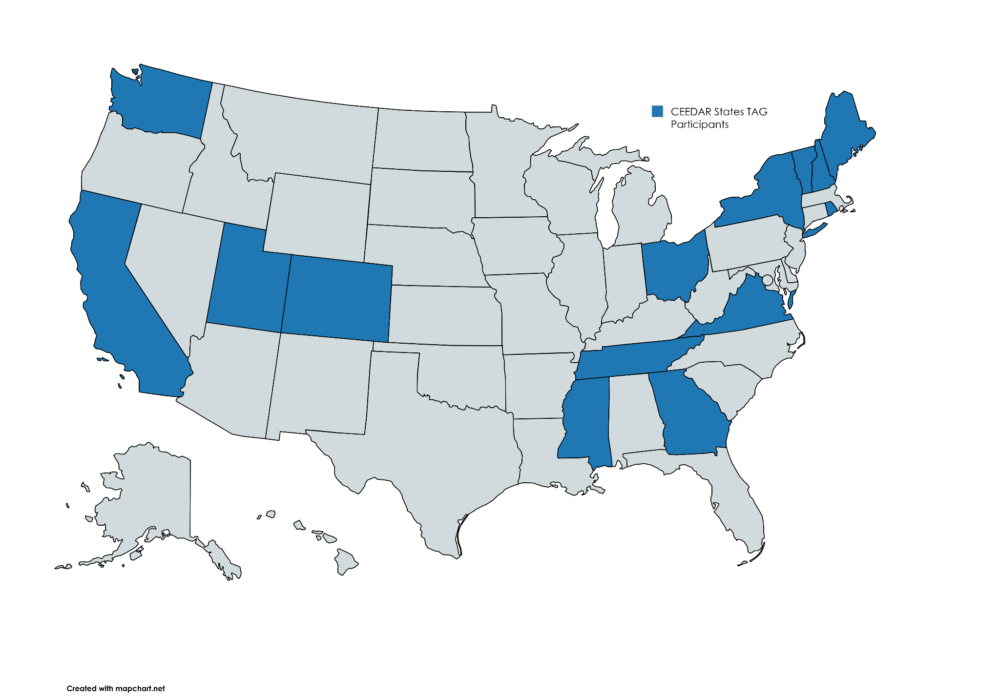 CEEDAR States TAG
Participants
Created with mapchart.net